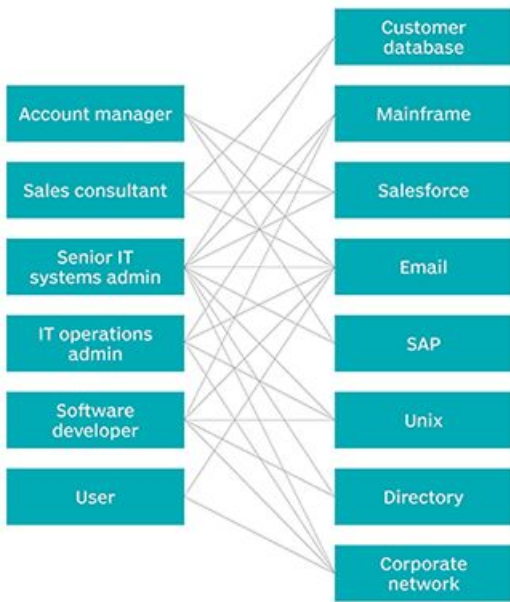 Customer
database
Account manager
Mainframe
Sales consultant
Salesforce
Senior IT
systems admin
Email
IT operations
admin
SAP
Software
developer
Unix
User
Directory
Corporate
network